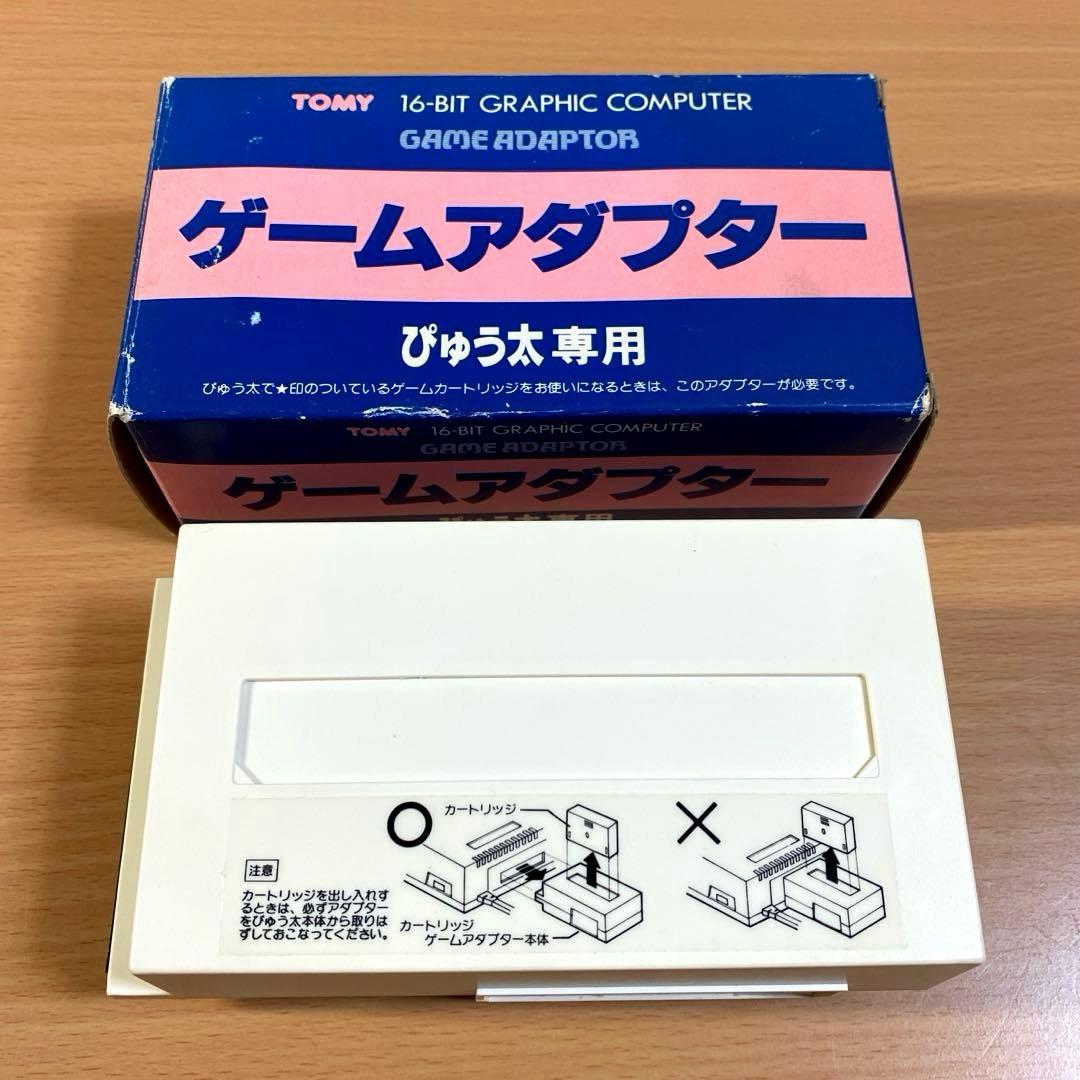 TOMY 16-BIT GRAPHIC COMPUTER
GAME ADAPTOR
ゲームアダプター
ぴゅう太専用
ぴゅう太で★印のついているゲームカートリッジをお使いになるときは、このアダプターが必要です。
TOMY 16-BIT GRAPHIC COMPUTER
GAME ADAPTOR
ゲームアダプター
ぴゅう太専用
カートリッジ
注意
カートリッジを出し入れす
るときは、必ずアダプター
をぴゅう太本体から取りは
ずしておこなってください。
カートリッジ
ゲームアダプター本体